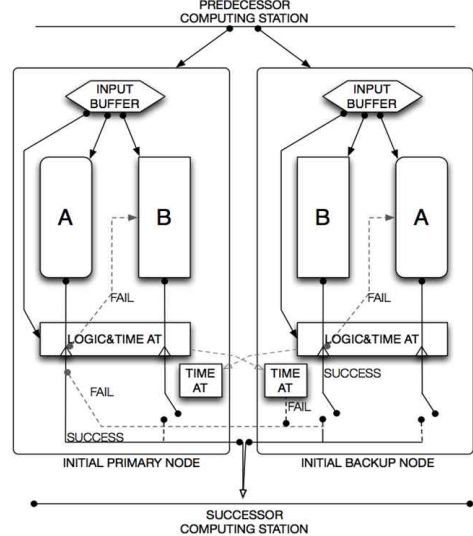 PREDECESSOR
COMPUTING STATION
INPUT
BUFFER
INPUT
BUFFER
A
B
B
A
FAIL
FAIL
LOGIC&TIME AT
LOGIC&TIME AT
TIME
AT
TIME
AT
SUCCESS
FAIL
FAIL
SUCCESS
INITIAL PRIMARY NODE
INITIAL BACKUP NODE
SUCCESSOR
COMPUTING STATION